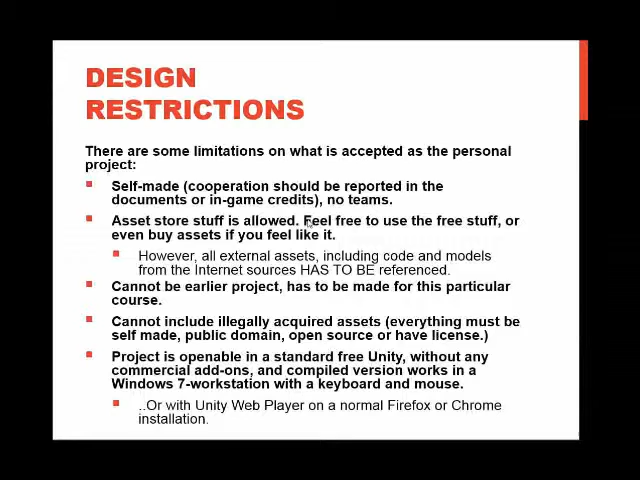 DESIGN
RESTRICTIONS
There are some limitations on what is accepted as the personal
project:
Self-made (cooperation should be reported in the
documents or in-game credits), no teams.
Asset store stuff is allowed. Feel free to use the free stuff, or
even buy assets if you feel like it.
However, all external assets, including code and models
from the Internet sources HAS TO BE referenced.
Cannot be earlier project, has to be made for this particular
course.
Cannot include illegally acquired assets (everything must be
self made, public domain, open source or have license.)
Project is openable in a standard free Unity, without any
commercial add-ons, and compiled version works in a
Windows 7-workstation with a keyboard and mouse.
..Or with Unity Web Player on a normal Firefox or Chrome
installation.